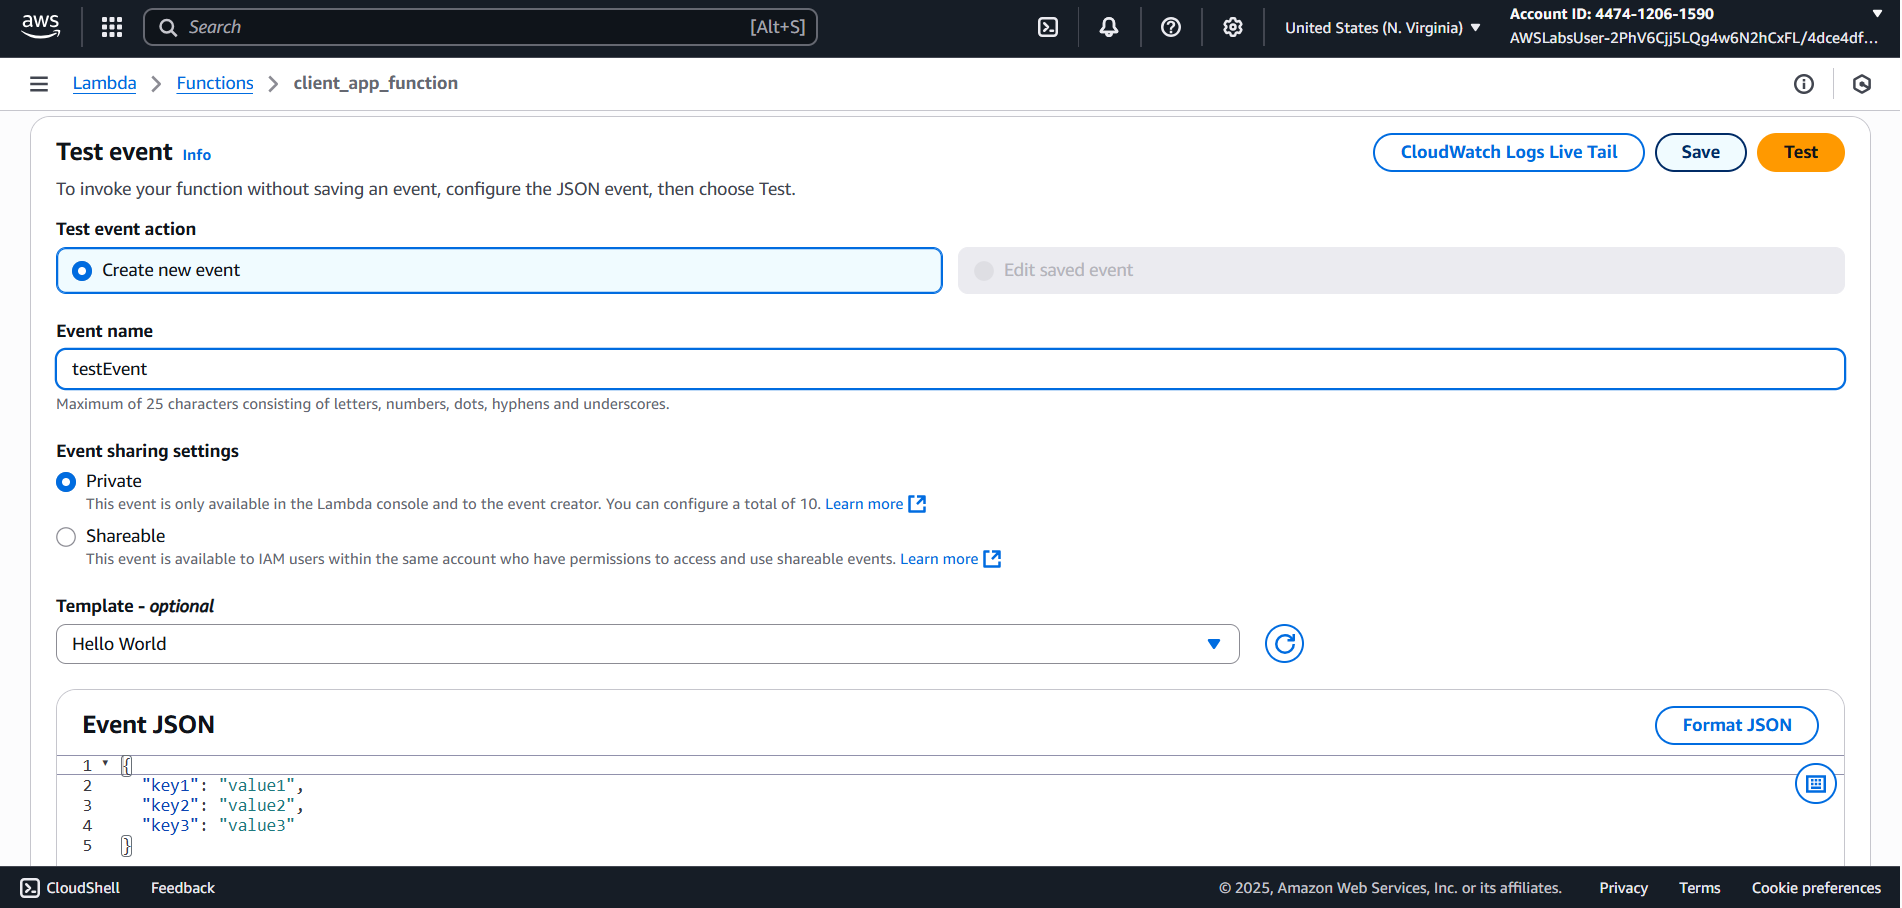 aws
Search [Alt+S]
United States (N. Virginia)
Account ID: 4474-1206-1590
AWSLabsUser-2PhV6Cjj5LQg4w6N2hCxFL/4dce4df...
Lambda Functions client_app_function
Test event Info
CloudWatch Logs Live Tail Save Test
To invoke your function without saving an event, configure the JSON event, then choose Test.
Test event action
Create new event Edit saved event
Event name
testEvent
Maximum of 25 characters consisting of letters, numbers, dots, hyphens and underscores.
Event sharing settings
Private
This event is only available in the Lambda console and to the event creator. You can configure a total of 10. Learn more
Shareable
This event is available to IAM users within the same account who have permissions to access and use shareable events. Learn more
Template - optional
Hello World
Event JSON Format JSON
1 {
2 "key1": "value1",
3 "key2": "value2",
4 "key3": "value3"
5 }
CloudShell Feedback © 2025, Amazon Web Services, Inc. or its affiliates. Privacy Terms Cookie preferences